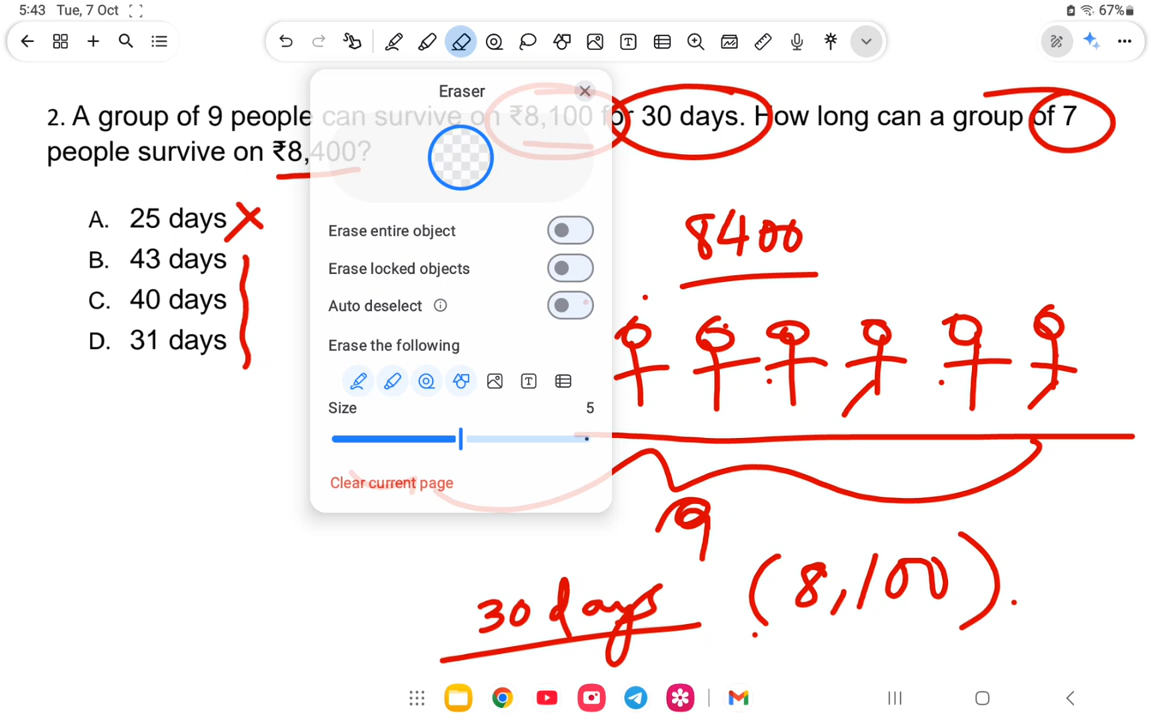 5:43 Tue, 7 Oct
67%
Eraser
2. A group of 9 people can survive on ₹8,100 for 30 days. How long can a group of 7
people survive on ₹8,400?
A. 25 days
B. 43 days
C. 40 days
D. 31 days
Erase entire object
Erase locked objects
Auto deselect
Erase the following
Size 5
Clear current page
8400
9
30 days (8,100).